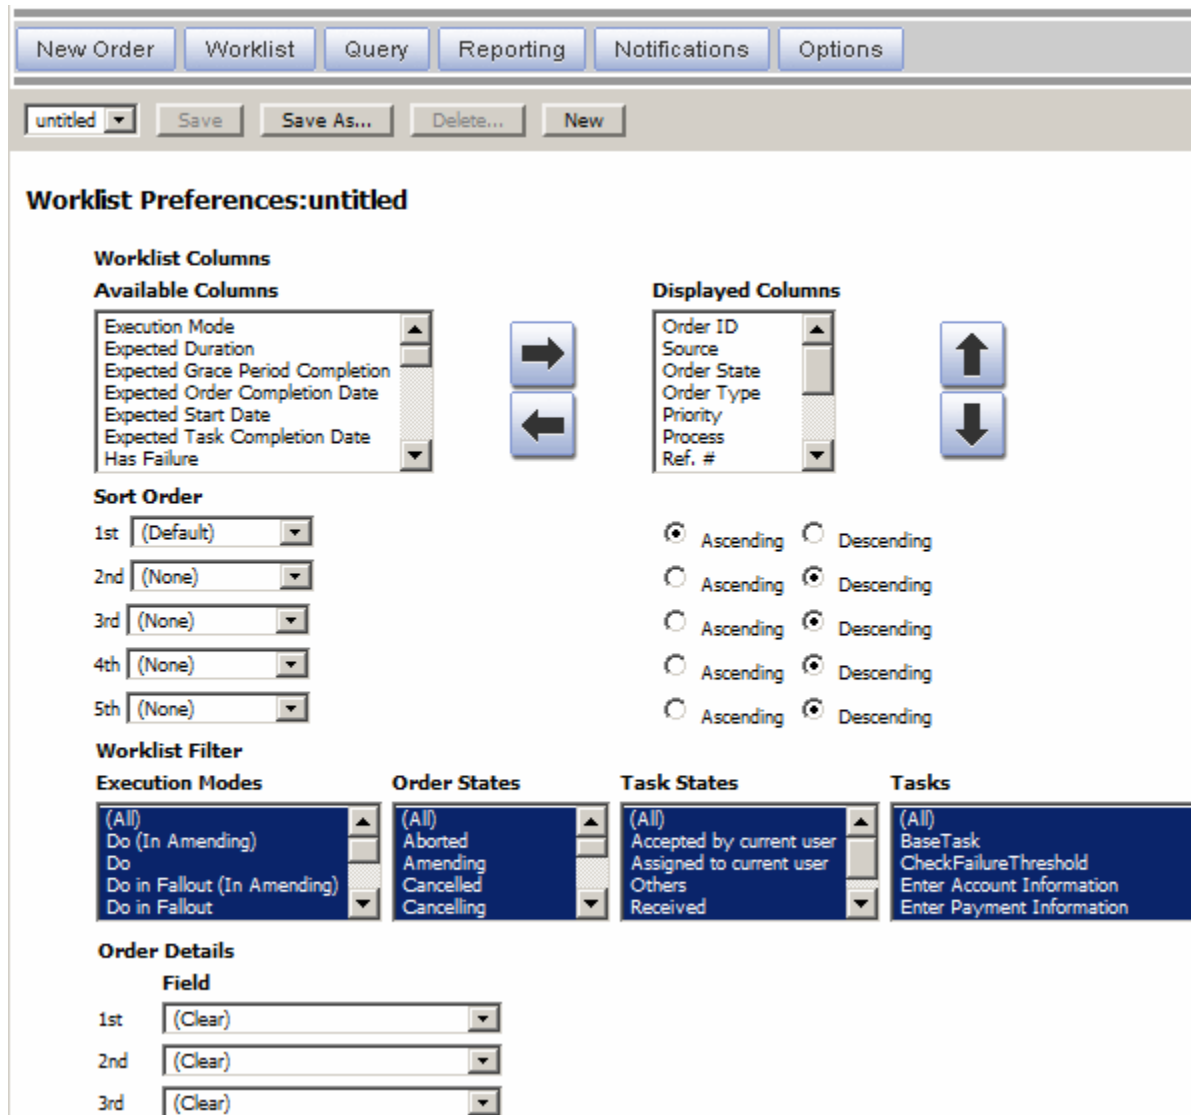 New Order Worklist Query Reporting Notifications Options
untitled Save Save As... Delete... New
Worklist Preferences:untitled
Worklist Columns
Available Columns Displayed Columns
Execution Mode Order ID
Expected Duration Source
Expected Grace Period Completion Order State
Expected Order Completion Date Order Type
Expected Start Date Priority
Expected Task Completion Date Process
Has Failure Ref. #
Sort Order
1st (Default) Ascending Descending
2nd (None) Ascending Descending
3rd (None) Ascending Descending
4th (None) Ascending Descending
5th (None) Ascending Descending
Worklist Filter
Execution Modes Order States Task States Tasks
(All) (All) (All) (All)
Do (In Amending) Aborted Accepted by current user BaseTask
Do Amending Assigned to current user CheckFailureThreshold
Do in Fallout (In Amending) Cancelled Others Enter Account Information
Do in Fallout Cancelling Received Enter Payment Information
Order Details
Field
1st (Clear)
2nd (Clear)
3rd (Clear)